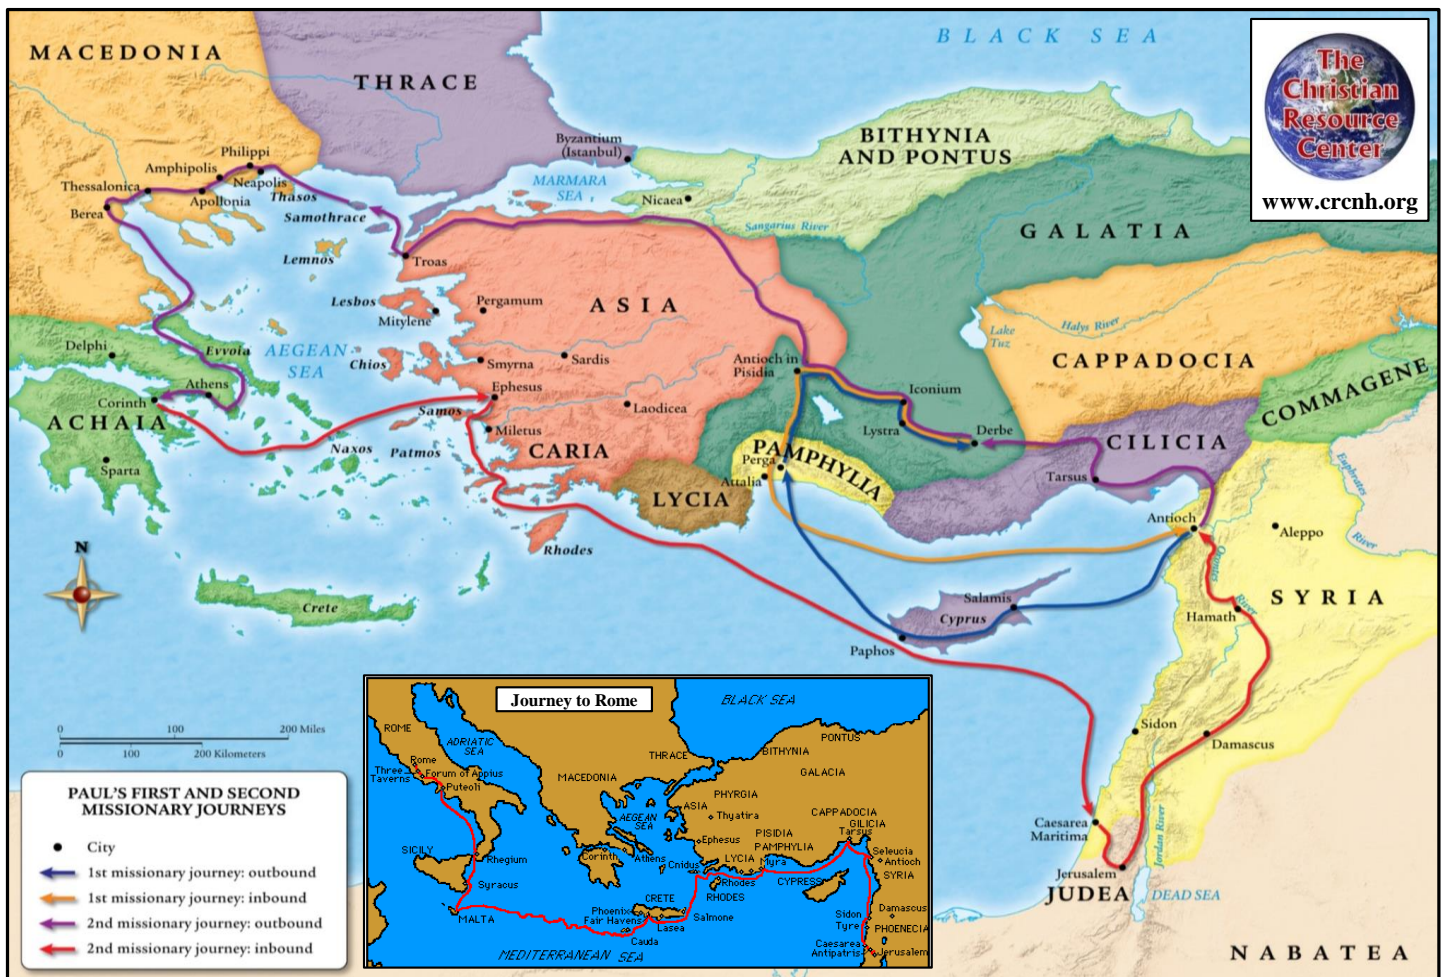 MACEDONIA
THRACE
BLACK SEA
The
Christian
Resource
Center
www.crcnh.org
BITHYNIA
AND PONTUS
Byzantium
(Istanbul)
Philippi
Amphipolis
Neapolis
Thessalonica
Apollonia
Thasos
Berea
Samothrace
MARMARA
SEA
Nicaea
Sangarius River
GALATIA
Lemnos
Troas
Lesbos
Mitylene
Pergamum
ASIA
Lake
Tuz
Halys River
CAPPADOCIA
COMMAGENE
Delphi
Evvoia
AEGEAN
SEA
Chios
Smyrna
Sardis
Antioch in
Pisidia
Athens
Corinth
ACHAIA
Ephesus
Samos
Laodicea
Iconium
Lystra
Derbe
CILICIA
Miletus
Naxos
Patmos
CARIA
Sparta
PAMPHYLIA
Perga
Attalia
LYCIA
Tarsus
Euphrates
River
Antioch
Aleppo
Rhodes
Orontes
River
N
Crete
Salamis
Cyprus
Paphos
Hamath
SYRIA
Sidon
Damascus
Caesarea
Maritima
Jordan River
Jerusalem
JUDEA
DEAD SEA
NABATEA
0 100 200 Miles
0 100 200 Kilometers
PAUL'S FIRST AND SECOND
MISSIONARY JOURNEYS
City
1st missionary journey: outbound
1st missionary journey: inbound
2nd missionary journey: outbound
2nd missionary journey: inbound
Journey to Rome
BLACK SEA
ROME
ADRIATIC
SEA
PONTUS
BITHYNIA
THRACE
Rome
Three
Taverns
Forum of Appius
Puteoli
MACEDONIA
GALACIA
PHYRGIA
ASIA
Thyatira
AEGEAN
SEA
CAPPADOCIA
GILICIA
Tarsus
Ephesus
PISIDIA
PAMPHYLIA
SICILY
Rhegium
Corinth
Athens
Cnidus
LYCIA
Myra
Seleucia
Antioch
SYRIA
Syracus
Rhodes
RHODES
CYPRESS
CRETE
MALTA
Phoenix
Fair Havens
Lasea
Salmone
Cauda
Damascus
Sidon
Tyre
PHOENECIA
Caesarea
Antipatris
Jerusalem
MEDITERRANEAN SEA